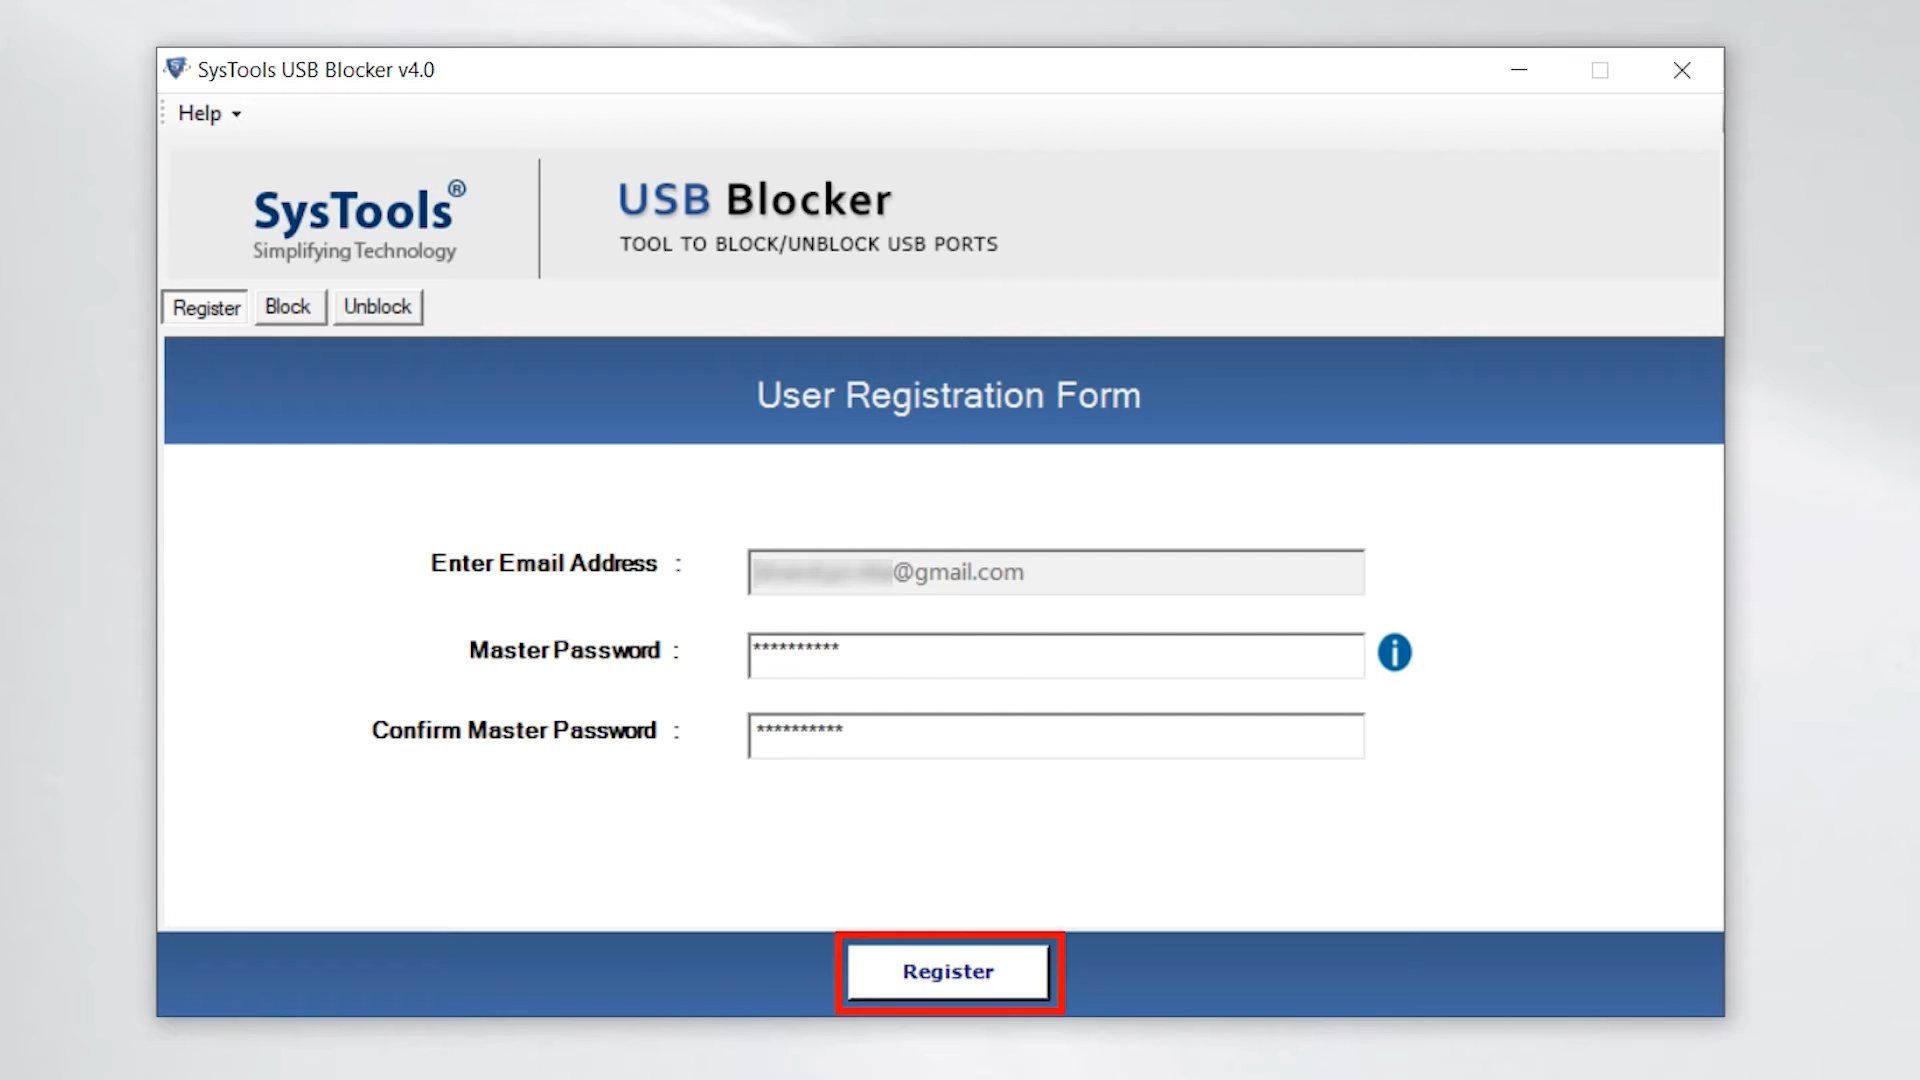 SysTools USB Blocker v4.0
Help
SysTools®
Simplifying Technology
USB Blocker
TOOL TO BLOCK/UNBLOCK USB PORTS
Register Block Unblock
User Registration Form
Enter Email Address : @gmail.com
Master Password : **********
i
Confirm Master Password : **********
Register